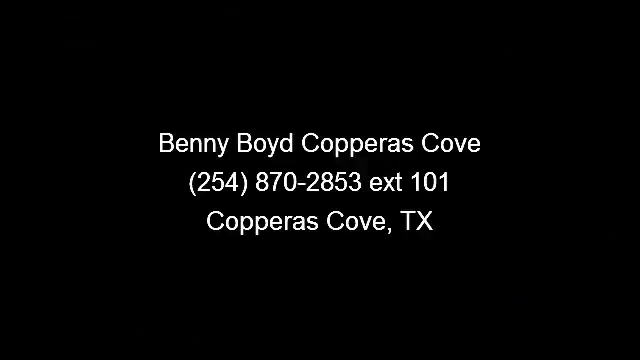 Benny Boyd Copperas Cove
(254) 870-2853 ext 101
Copperas Cove, TX